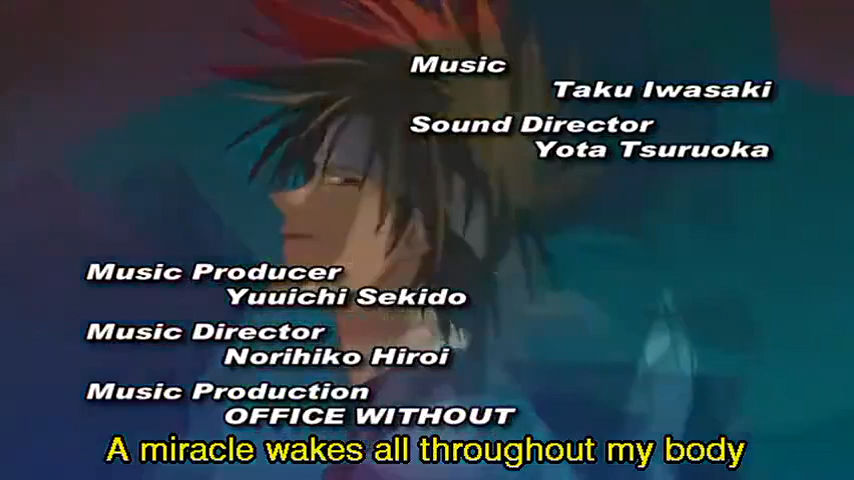 Music
Taku Iwasaki
Sound Director
Yota Tsuruoka
Music Producer
Yuuichi Sekido
Music Director
Norihiko Hiroi
Music Production
OFFICE WITHOUT
A miracle wakes all throughout my body